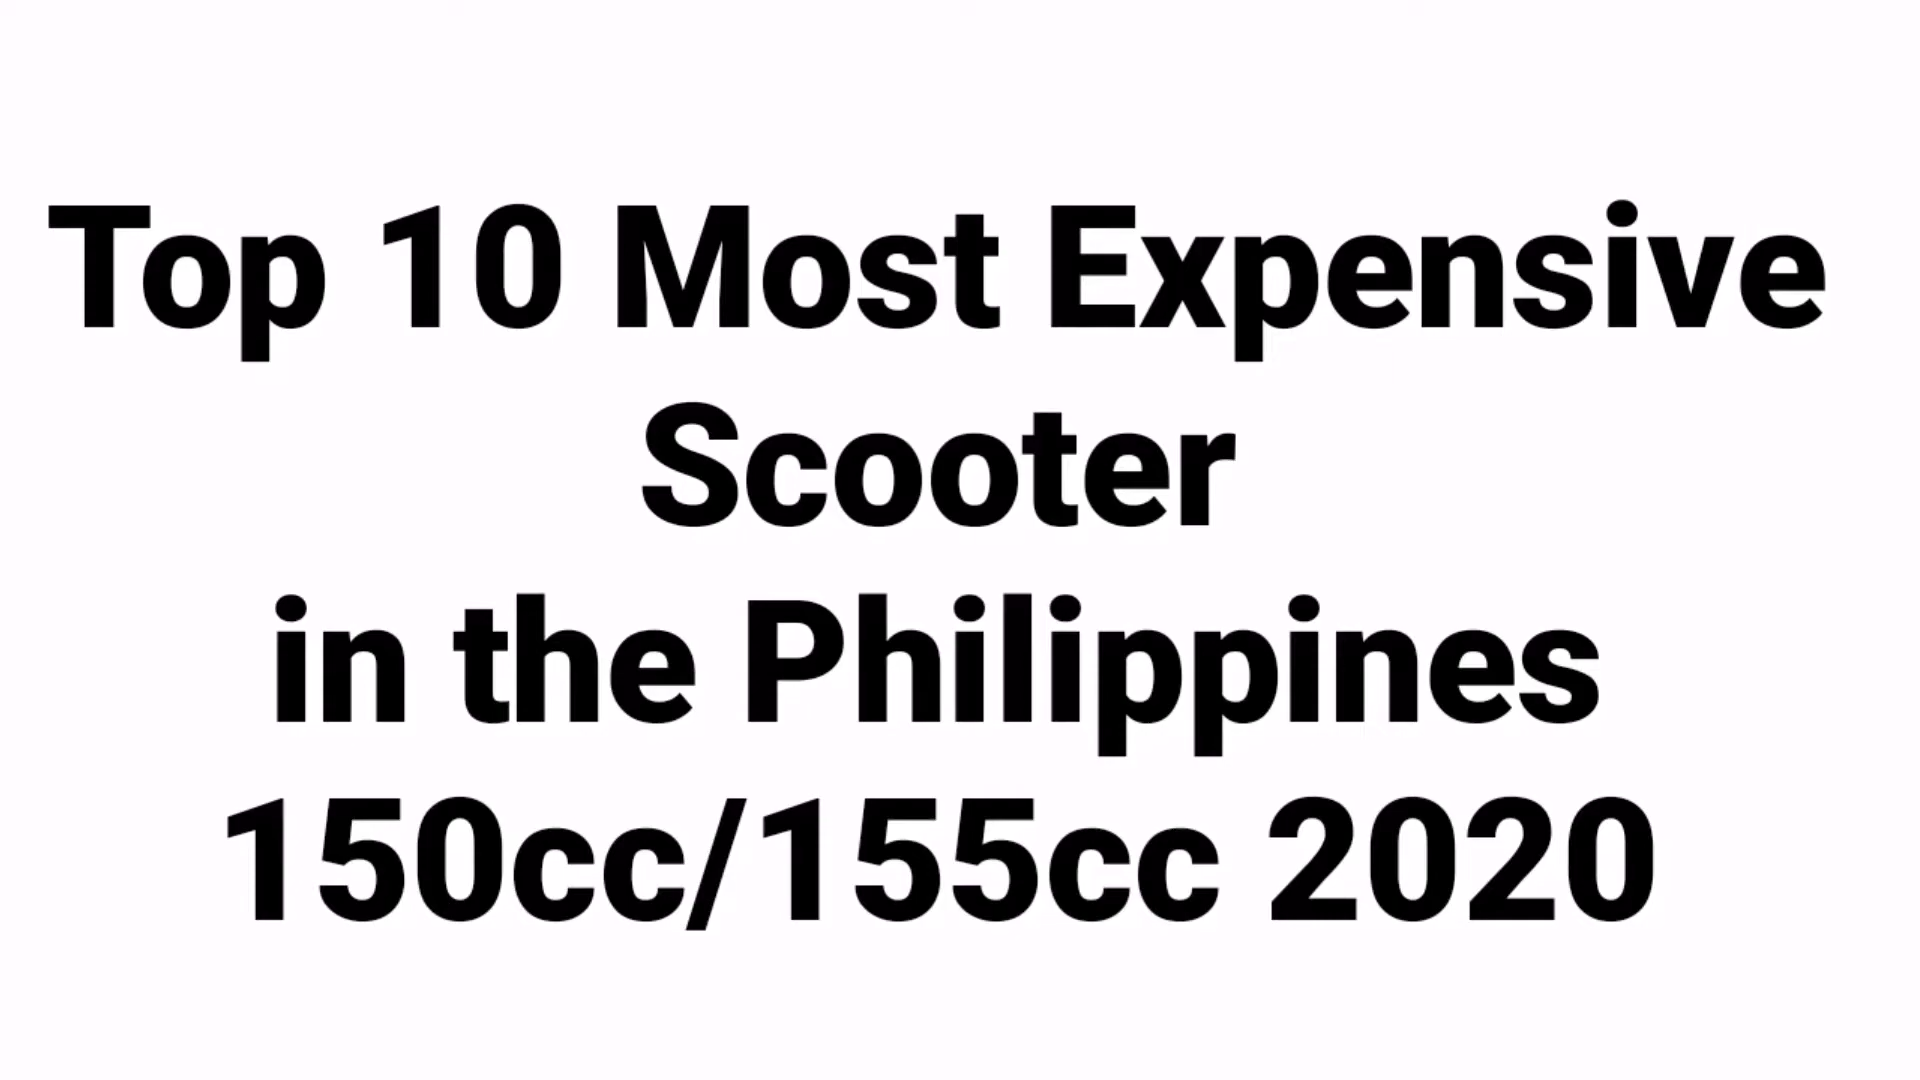 Top 10 Most Expensive
Scooter
in the Philippines
150cc/155cc 2020